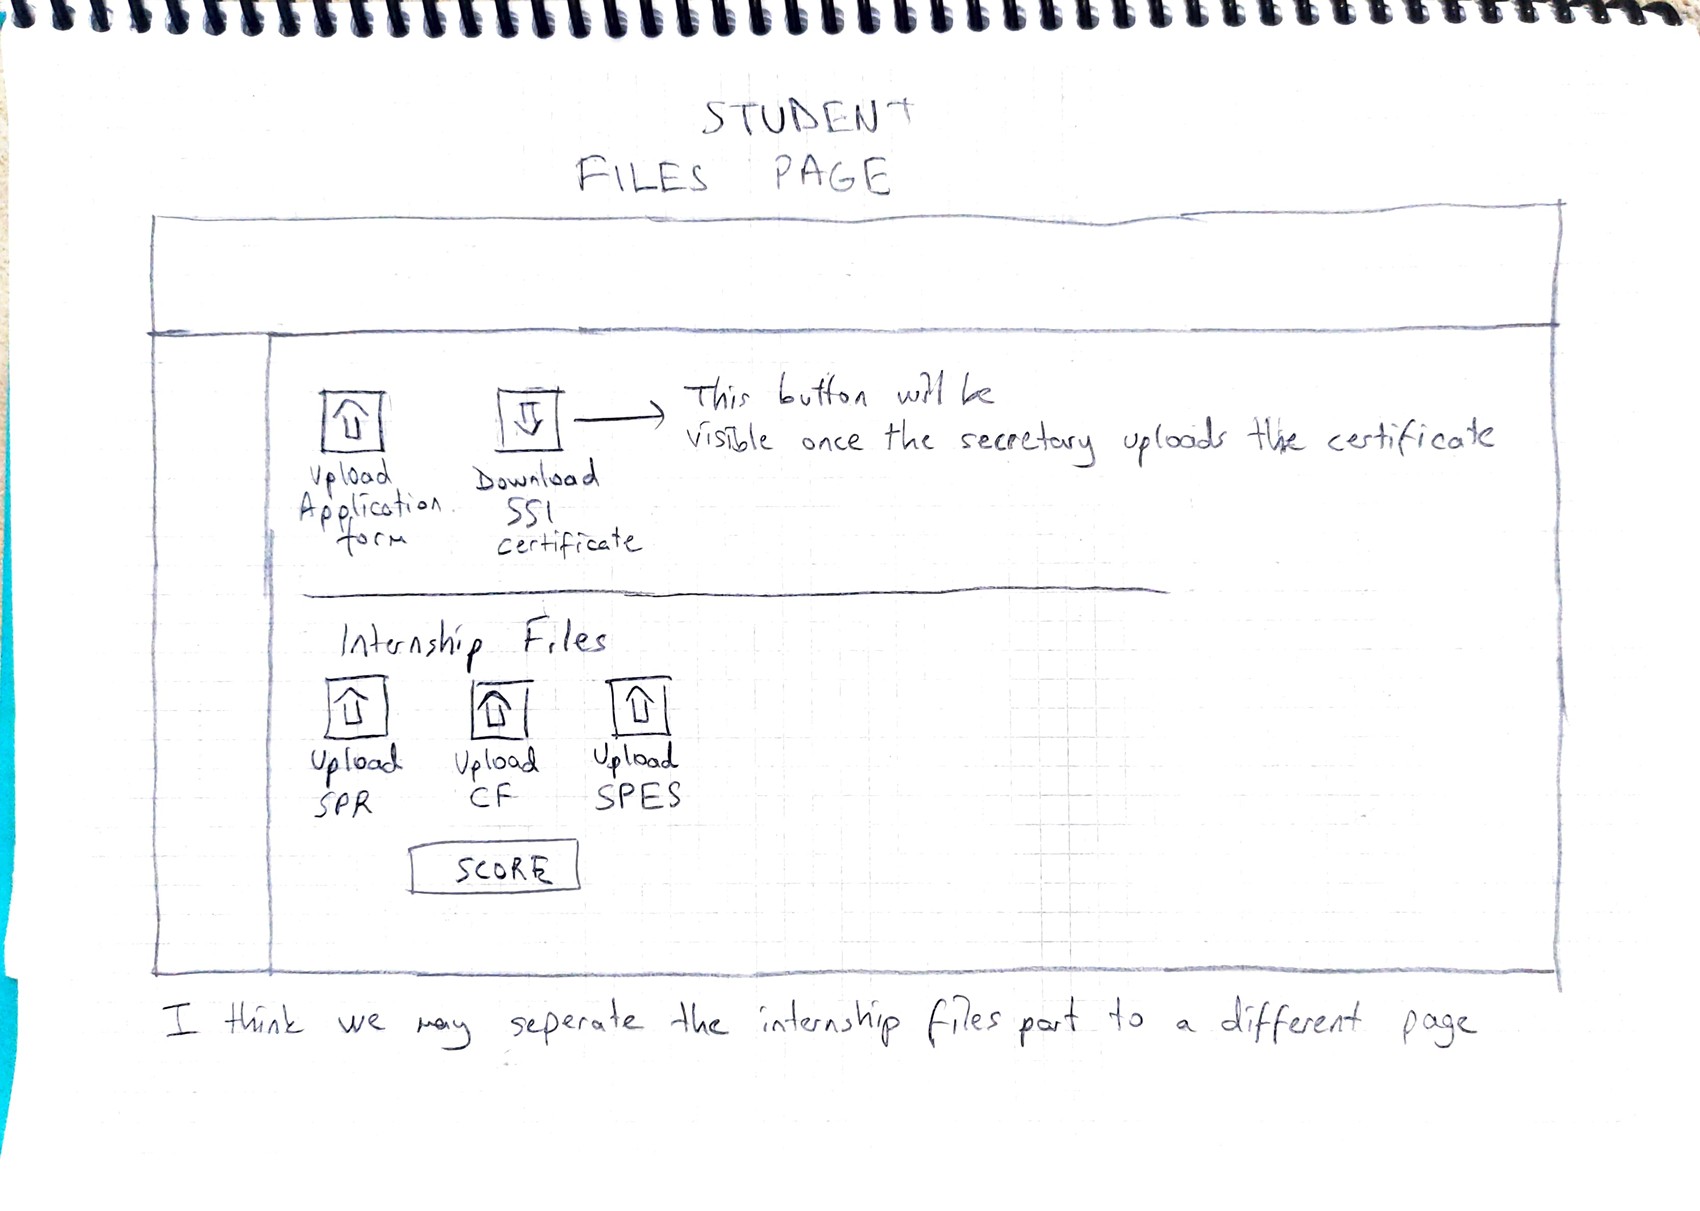 STUDENT
FILES PAGE
This button will be
visible once the secretary uploads the certificate
Upload
Application
form
Download
SSI
certificate
Internship Files
Upload
SPR
Upload
CF
Upload
SPES
SCORE
I think we may seperate the internship files part to a different page